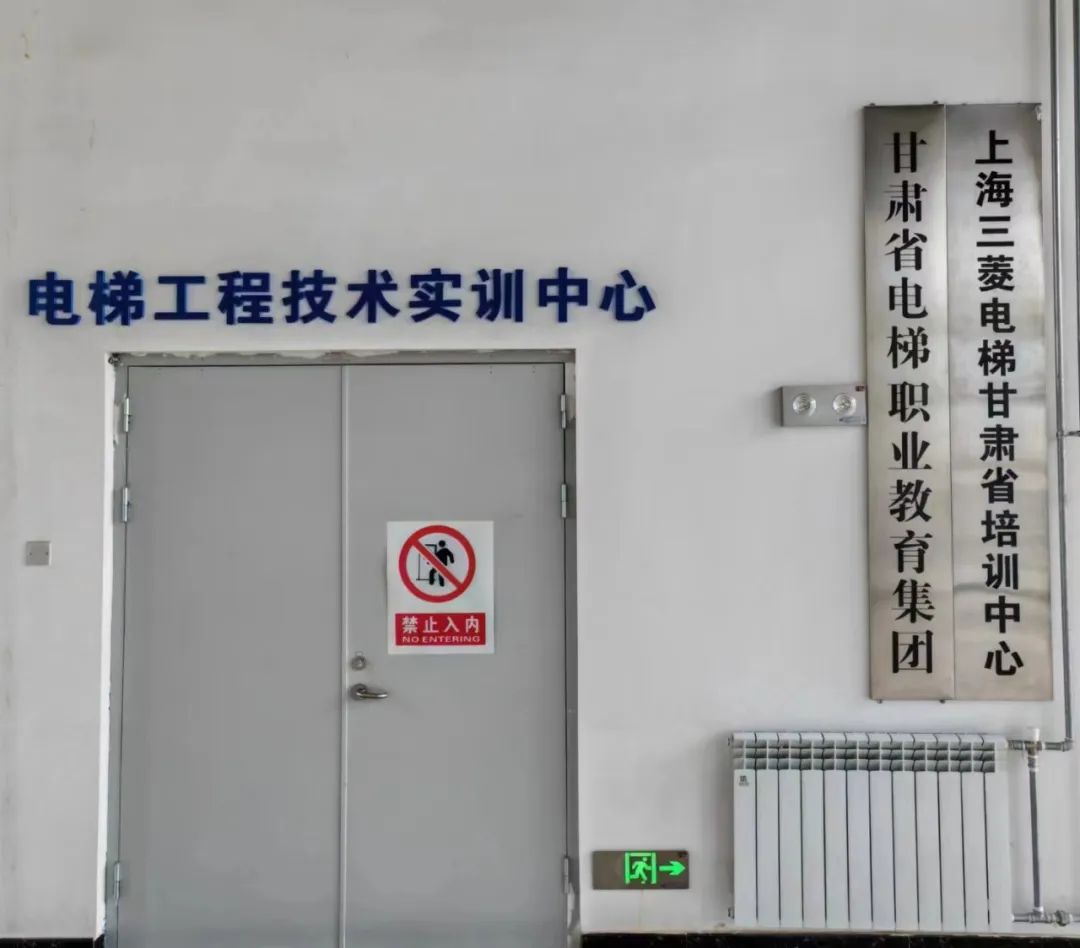 电梯工程技术实训中心
甘肃省电梯职业教育集团
上海三菱电梯甘肃省培训中心
禁止入内
NO ENTERING